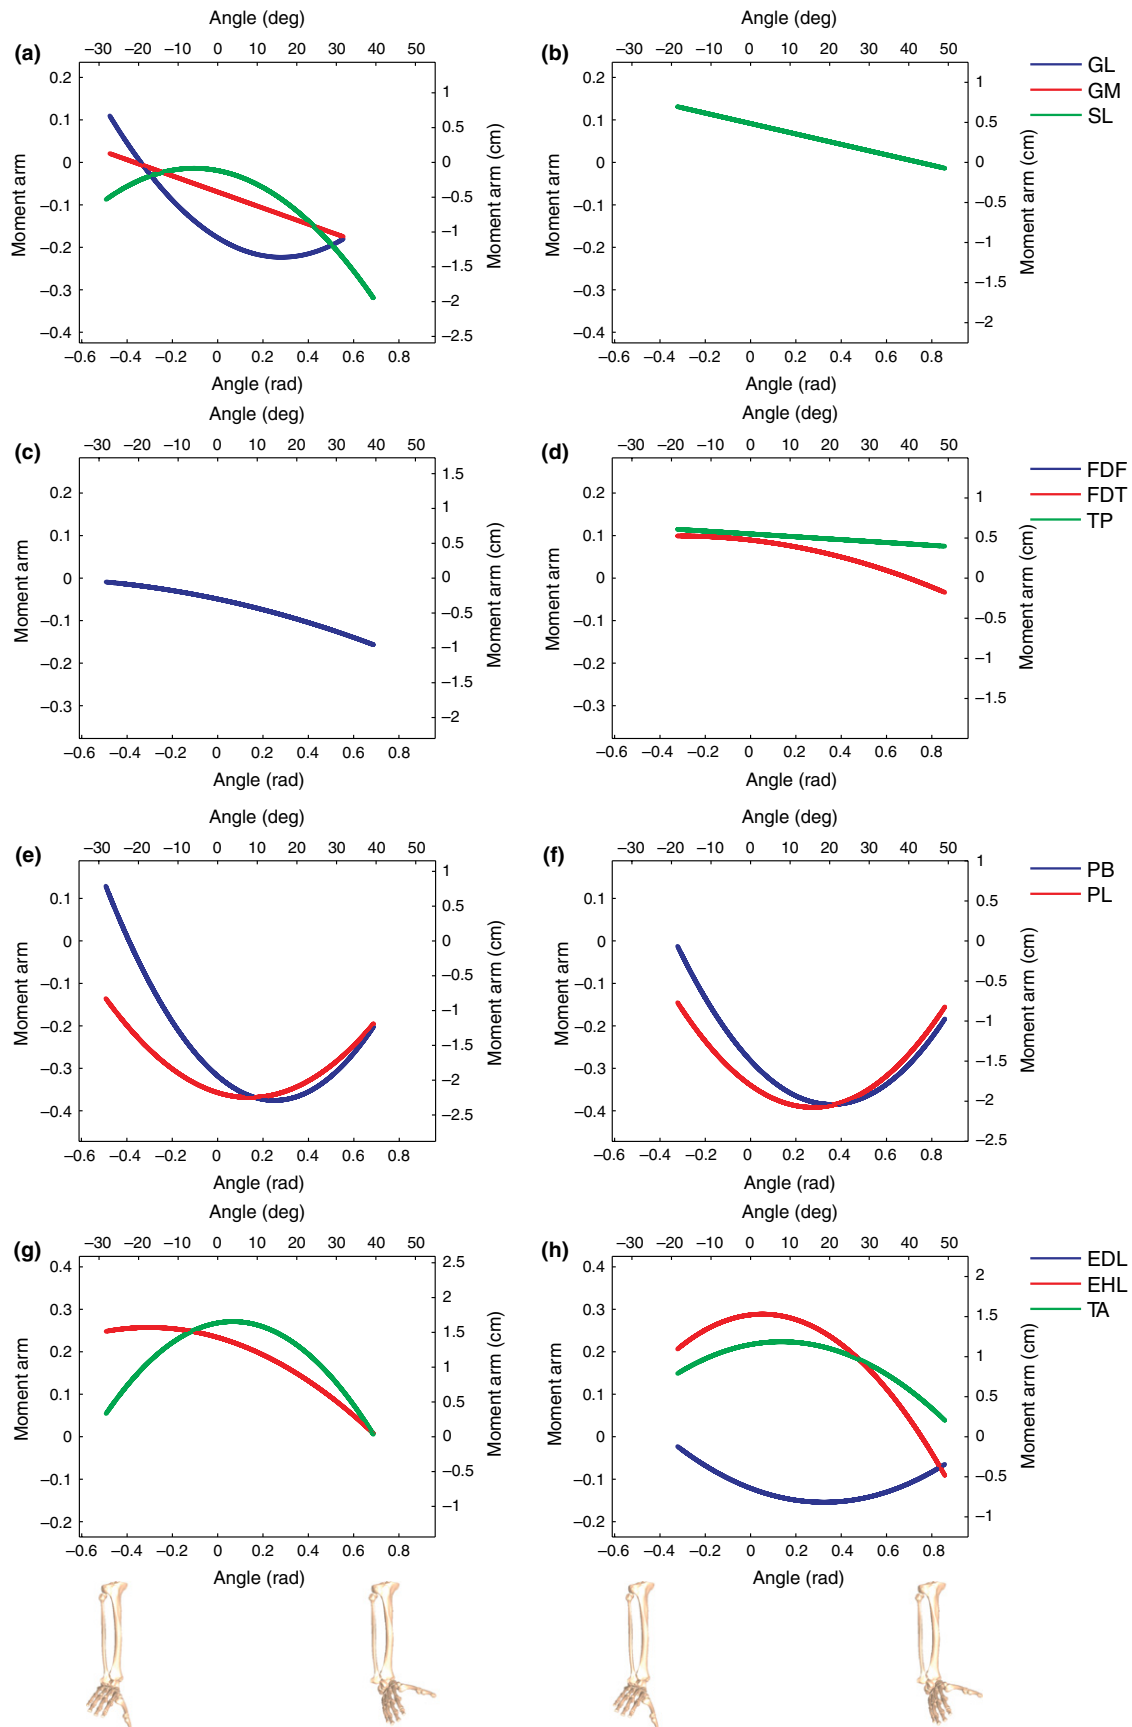 Angle (deg)
Angle (deg)
(a) −30 −20 −10 0 10 20 30 40 50
(b) −30 −20 −10 0 10 20 30 40 50
GL
GM
SL
0.2
0.1
0
−0.1
−0.2
−0.3
−0.4
Moment arm
1
0.5
0
−0.5
−1
−1.5
−2
−2.5
Moment arm (cm)
−0.6 −0.4 −0.2 0 0.2 0.4 0.6 0.8
Angle (rad)
0.2
0.1
0
−0.1
−0.2
−0.3
−0.4
Moment arm
1
0.5
0
−0.5
−1
−1.5
−2
Moment arm (cm)
−0.6 −0.4 −0.2 0 0.2 0.4 0.6 0.8
Angle (rad)
Angle (deg)
Angle (deg)
(c) −30 −20 −10 0 10 20 30 40 50
(d) −30 −20 −10 0 10 20 30 40 50
FDF
FDT
TP
0.2
0.1
0
−0.1
−0.2
−0.3
Moment arm
1.5
1
0.5
0
−0.5
−1
−1.5
−2
Moment arm (cm)
−0.6 −0.4 −0.2 0 0.2 0.4 0.6 0.8
Angle (rad)
0.2
0.1
0
−0.1
−0.2
−0.3
Moment arm
1
0.5
0
−0.5
−1
−1.5
Moment arm (cm)
−0.6 −0.4 −0.2 0 0.2 0.4 0.6 0.8
Angle (rad)
Angle (deg)
Angle (deg)
(e) −30 −20 −10 0 10 20 30 40 50
(f) −30 −20 −10 0 10 20 30 40 50
PB
PL
0.1
0
−0.1
−0.2
−0.3
−0.4
Moment arm
1
0.5
0
−0.5
−1
−1.5
−2
−2.5
Moment arm (cm)
−0.6 −0.4 −0.2 0 0.2 0.4 0.6 0.8
Angle (rad)
0.1
0
−0.1
−0.2
−0.3
−0.4
Moment arm
1
0.5
0
−0.5
−1
−1.5
−2
−2.5
Moment arm (cm)
−0.6 −0.4 −0.2 0 0.2 0.4 0.6 0.8
Angle (rad)
Angle (deg)
Angle (deg)
(g) −30 −20 −10 0 10 20 30 40 50
(h) −30 −20 −10 0 10 20 30 40 50
EDL
EHL
TA
0.4
0.3
0.2
0.1
0
−0.1
−0.2
Moment arm
2.5
2
1.5
1
0.5
0
−0.5
−1
Moment arm (cm)
−0.6 −0.4 −0.2 0 0.2 0.4 0.6 0.8
Angle (rad)
0.4
0.3
0.2
0.1
0
−0.1
−0.2
Moment arm
2
1.5
1
0.5
0
−0.5
−1
Moment arm (cm)
−0.6 −0.4 −0.2 0 0.2 0.4 0.6 0.8
Angle (rad)